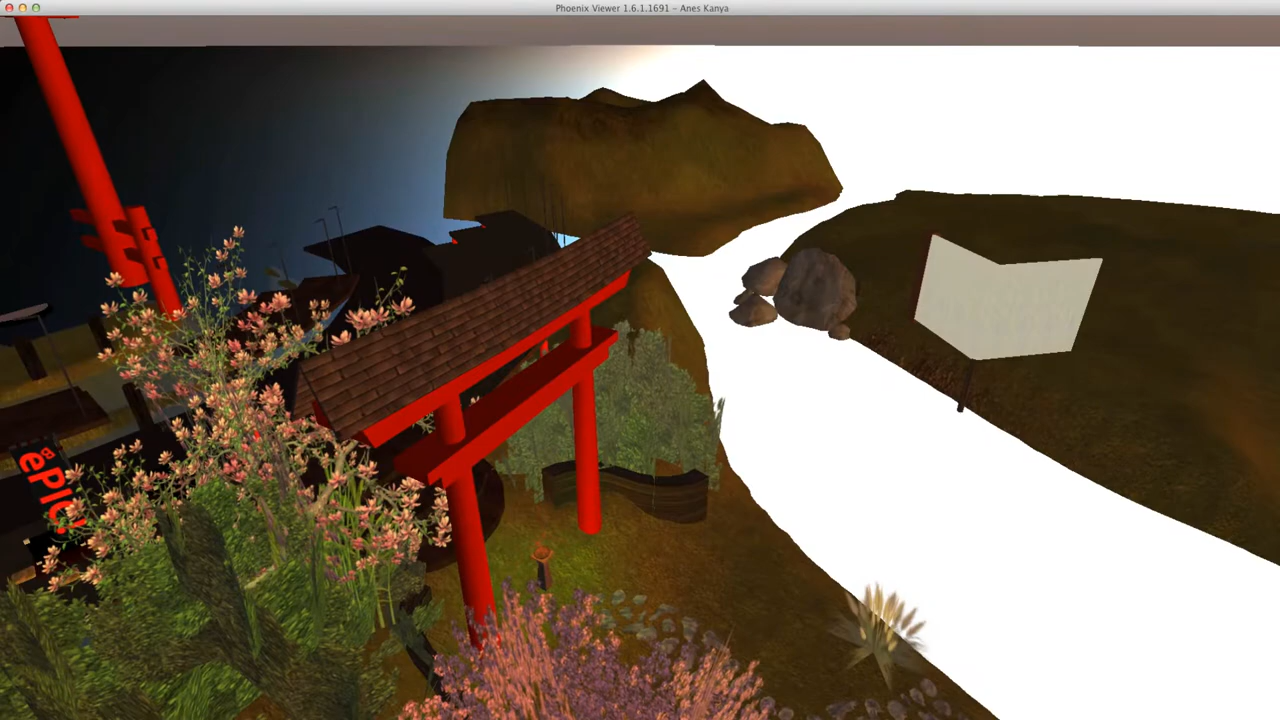 Phoenix Viewer 1.6.1.1691 – Anes Kanya
ePIC